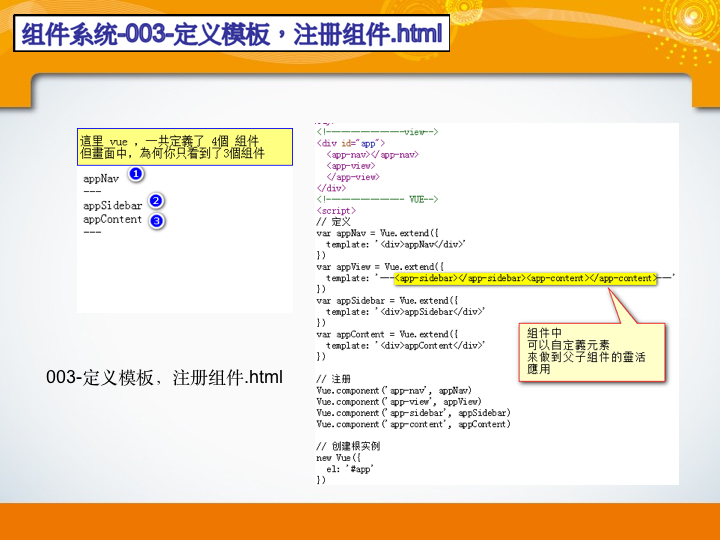 组件系统-003-定义模板，注册组件.html
這里 vue ，一共定義了 4個 组件
但畫面中，為何你只看到了3個組件
appNav 1
---
appSidebar 2
appContent 3
---
003-定义模板，注册组件.html
<!-----------------view-->
<div id="app">
<app-nav></app-nav>
<app-view>
</app-view>
</div>
<!----------------- VUE-->
<script>
// 定义
var appNav = Vue.extend({
template: '<div>appNav</div>'
})
var appView = Vue.extend({
template: '---<app-sidebar></app-sidebar><app-content></app-content>---'
})
var appSidebar = Vue.extend({
template: '<div>appSidebar</div>'
})
var appContent = Vue.extend({
template: '<div>appContent</div>'
})
// 注册
Vue.component('app-nav', appNav)
Vue.component('app-view', appView)
Vue.component('app-sidebar', appSidebar)
Vue.component('app-content', appContent)
// 创建根实例
new Vue({
el: '#app'
})
组件中
可以自定義元素
來做到父子組件的靈活
應用